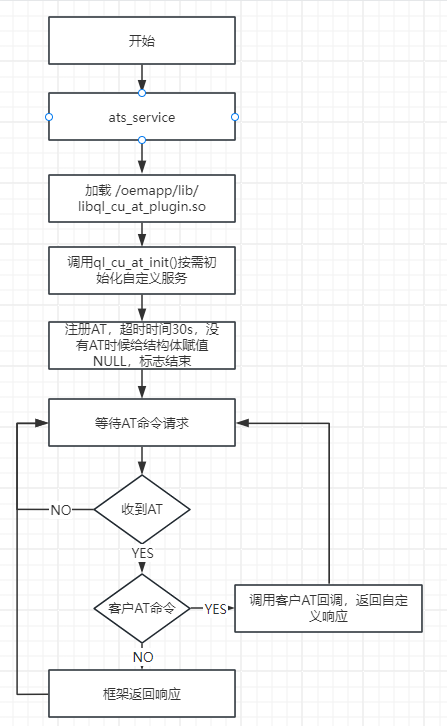 开始
ats_service
加载 /oemapp/lib/
libql_cu_at_plugin.so
调用ql_cu_at_init()按需初
始化自定义服务
注册AT，超时时间30s，没
有AT时候给结构体赋值
NULL，标志结束
等待AT命令请求
收到AT
NO
YES
客户AT命令
YES
调用客户AT回调，返回自定
义响应
NO
框架返回响应